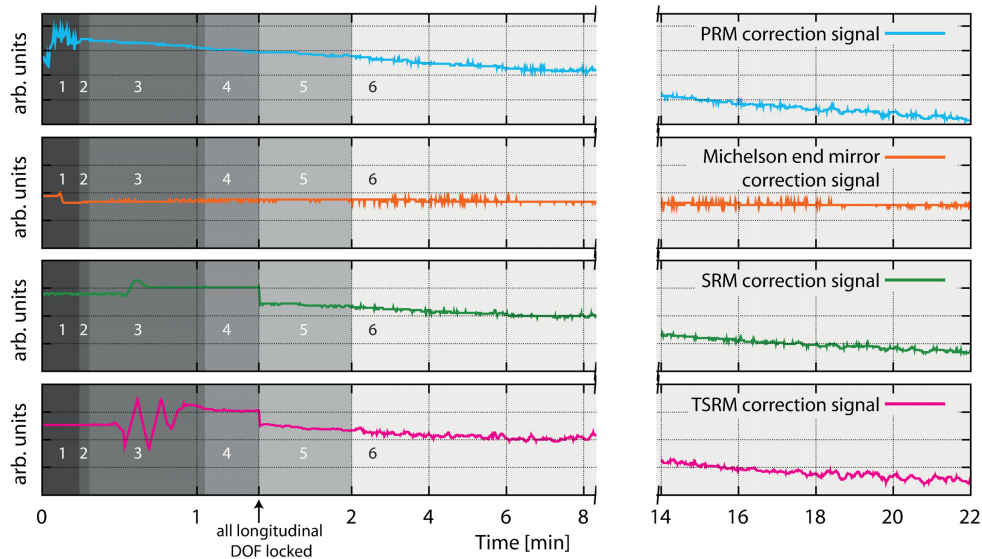 arb. units
PRM correction signal
1 2 3 4 5 6
arb. units
Michelson end mirror
correction signal
1 2 3 4 5 6
arb. units
SRM correction signal
1 2 3 4 5 6
arb. units
TSRM correction signal
1 2 3 4 5 6
0 1 2 4 6 8 14 16 18 20 22
all longitudinal
DOF locked
Time [min]